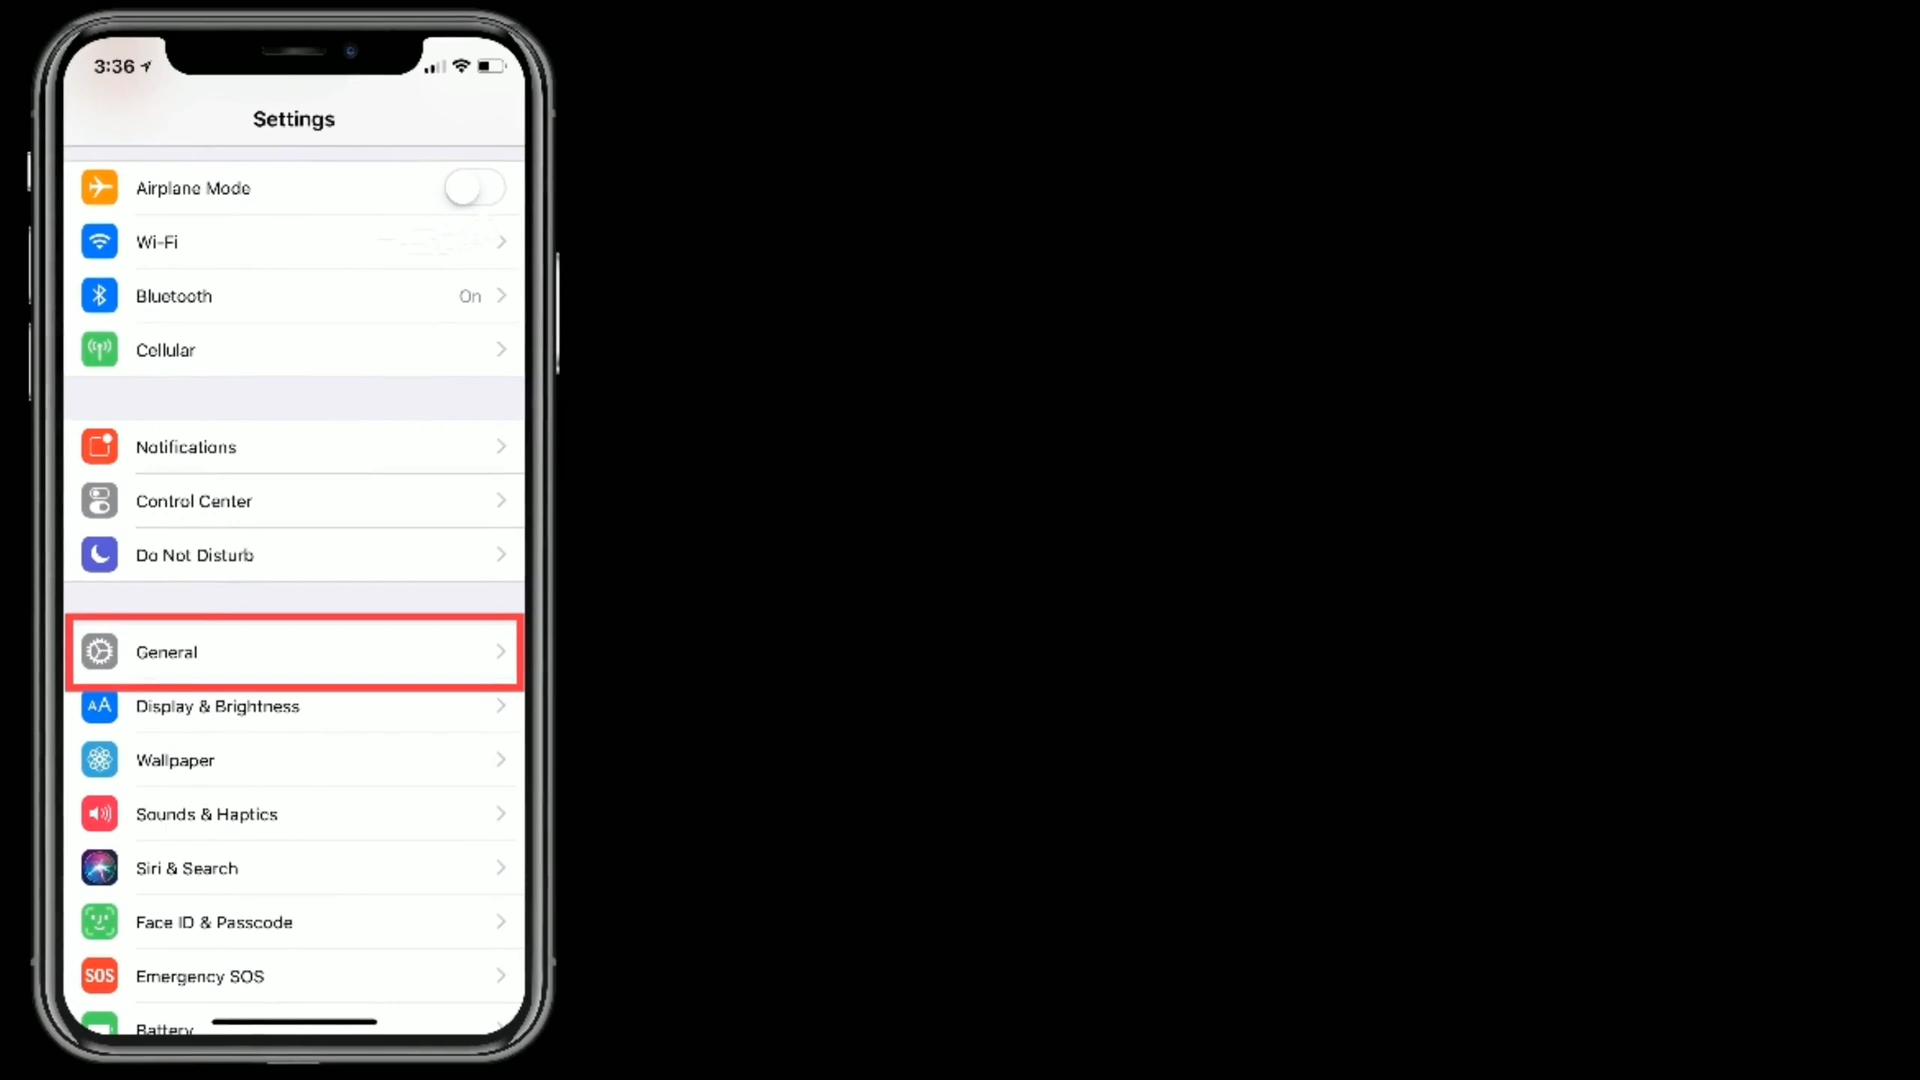 3:36
Settings
Airplane Mode
Wi-Fi
Bluetooth On
Cellular
Notifications
Control Center
Do Not Disturb
General
AA Display & Brightness
Wallpaper
Sounds & Haptics
Siri & Search
Face ID & Passcode
SOS Emergency SOS
Battery